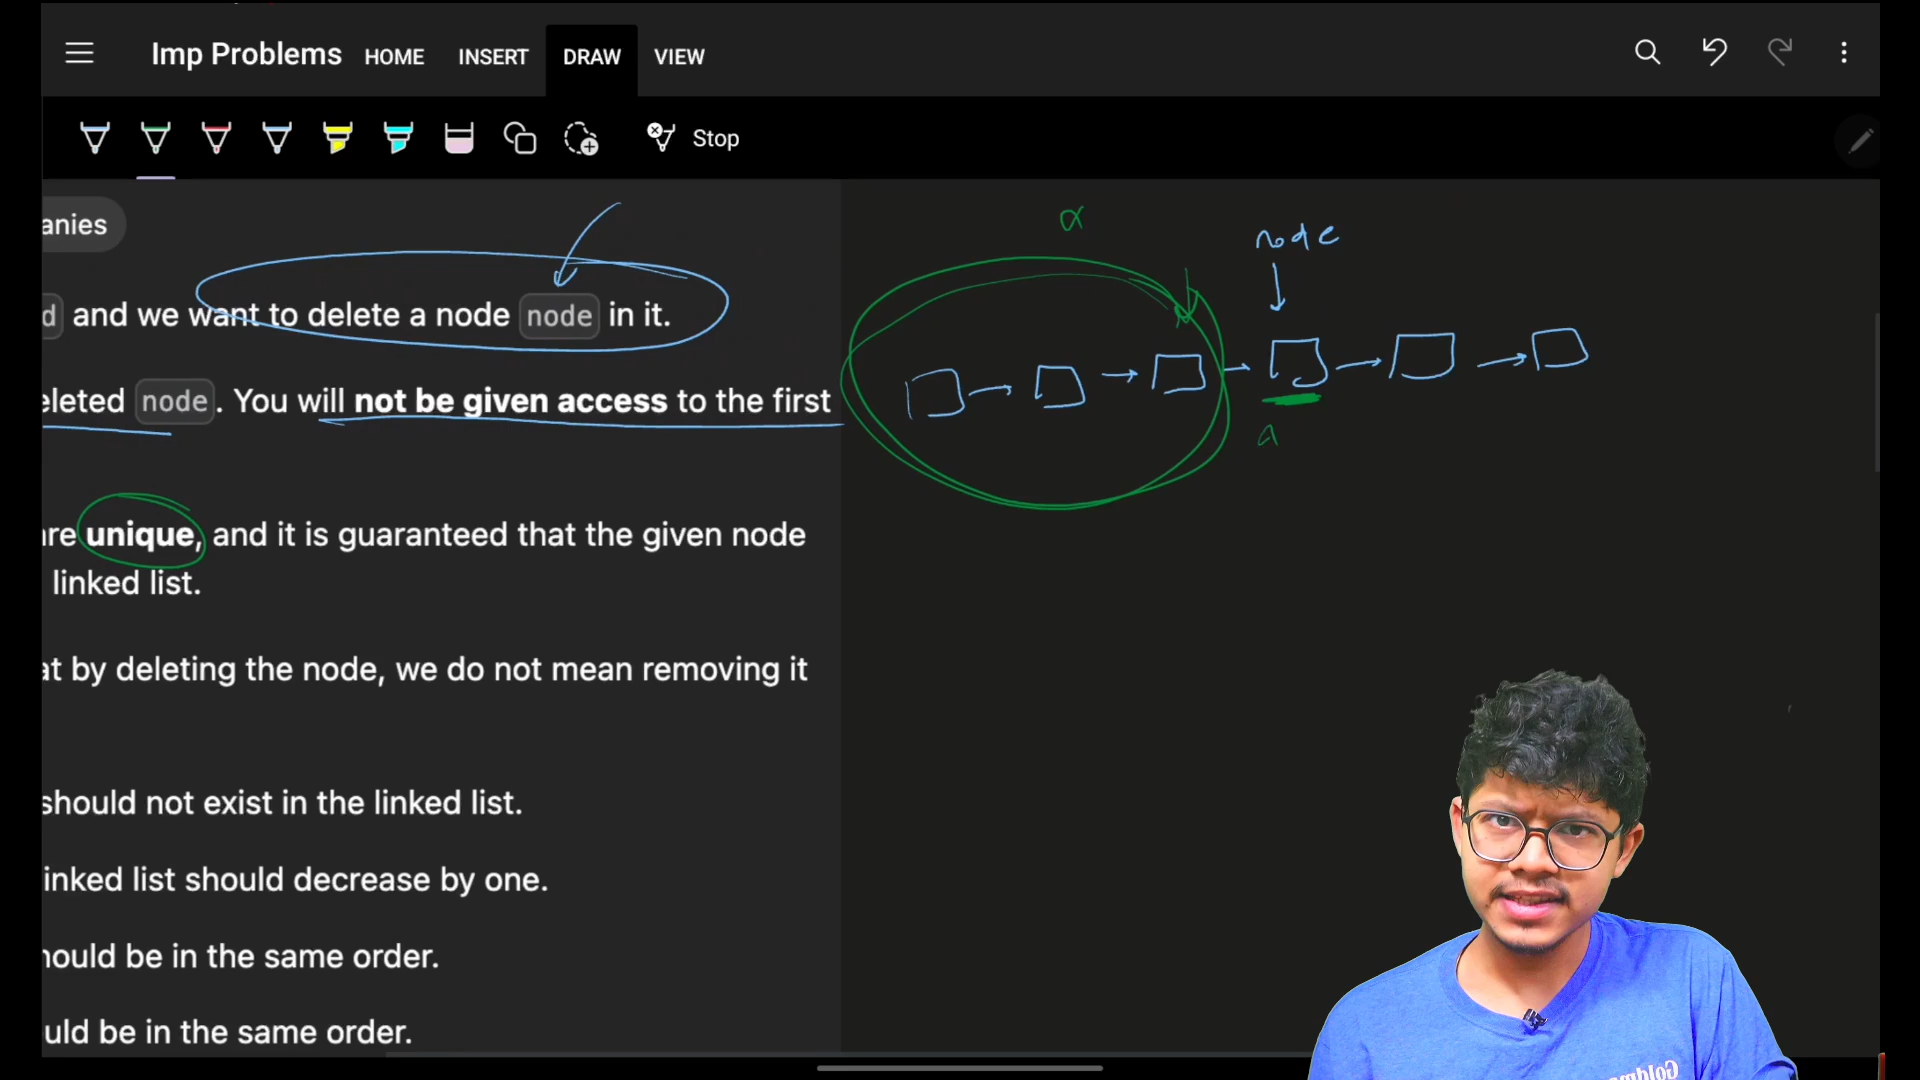 Imp Problems HOME INSERT DRAW VIEW
Stop
anies
d and we want to delete a node node in it.
eleted node. You will not be given access to the first
are unique, and it is guaranteed that the given node
linked list.
at by deleting the node, we do not mean removing it
should not exist in the linked list.
inked list should decrease by one.
hould be in the same order.
uld be in the same order.
α
node
a